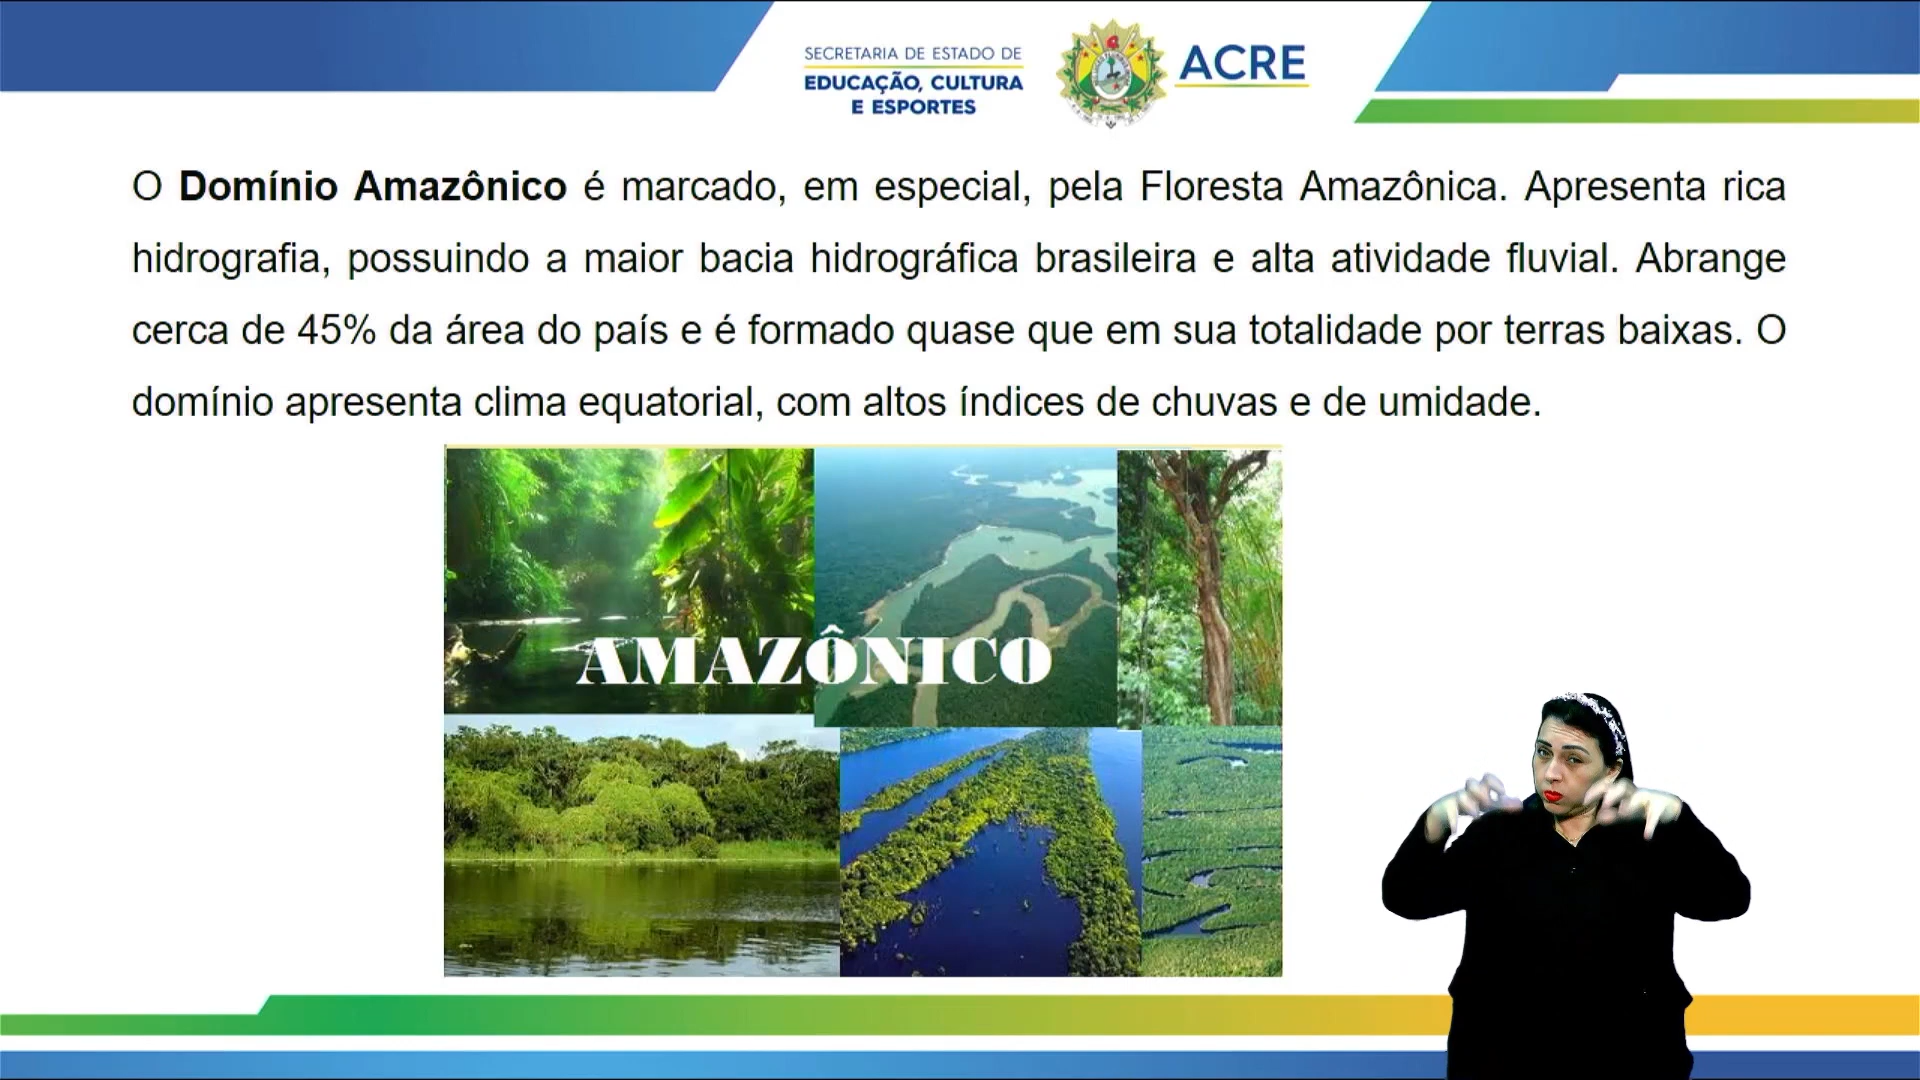 SECRETARIA DE ESTADO DE
EDUCAÇÃO, CULTURA
E ESPORTES
ACRE
O Domínio Amazônico é marcado, em especial, pela Floresta Amazônica. Apresenta rica
hidrografia, possuindo a maior bacia hidrográfica brasileira e alta atividade fluvial. Abrange
cerca de 45% da área do país e é formado quase que em sua totalidade por terras baixas. O
domínio apresenta clima equatorial, com altos índices de chuvas e de umidade.
AMAZÔNICO